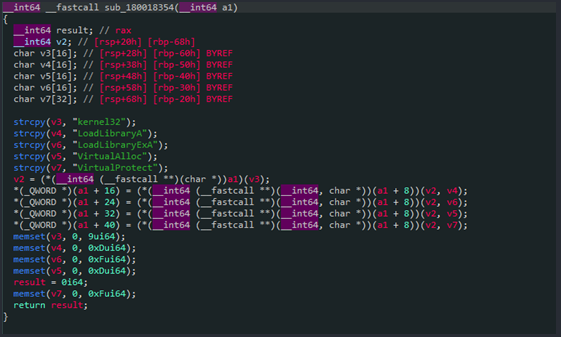 __int64 __fastcall sub_180018354(__int64 a1)
{
  __int64 result; // rax
  __int64 v2; // [rsp+20h] [rbp-68h]
  char v3[16]; // [rsp+28h] [rbp-60h] BYREF
  char v4[16]; // [rsp+38h] [rbp-50h] BYREF
  char v5[16]; // [rsp+48h] [rbp-40h] BYREF
  char v6[16]; // [rsp+58h] [rbp-30h] BYREF
  char v7[32]; // [rsp+68h] [rbp-20h] BYREF

  strcpy(v3, "kernel32");
  strcpy(v4, "LoadLibraryA");
  strcpy(v6, "LoadLibraryExA");
  strcpy(v5, "VirtualAlloc");
  strcpy(v7, "VirtualProtect");
  v2 = (*(__int64 (__fastcall **)(char *))a1)(v3);
  *(_QWORD *)(a1 + 16) = (*(__int64 (__fastcall **)(__int64, char *))(a1 + 8))(v2, v4);
  *(_QWORD *)(a1 + 24) = (*(__int64 (__fastcall **)(__int64, char *))(a1 + 8))(v2, v6);
  *(_QWORD *)(a1 + 32) = (*(__int64 (__fastcall **)(__int64, char *))(a1 + 8))(v2, v5);
  *(_QWORD *)(a1 + 40) = (*(__int64 (__fastcall **)(__int64, char *))(a1 + 8))(v2, v7);
  memset(v3, 0, 9ui64);
  memset(v4, 0, 0xDui64);
  memset(v6, 0, 0xFui64);
  memset(v5, 0, 0xDui64);
  result = 0i64;
  memset(v7, 0, 0xFui64);
  return result;
}